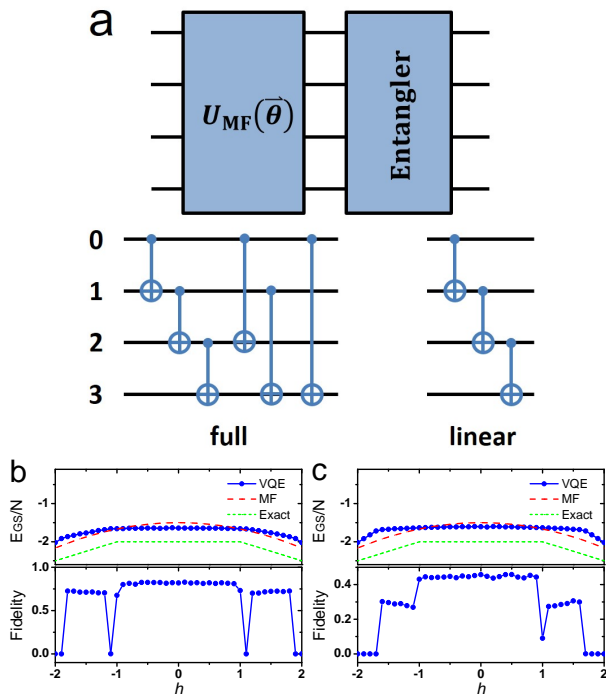 a
U_MF(θ⃗)
Entangler
0
1
2
3
full
linear
b
c
VQE
MF
Exact
VQE
MF
Exact
-1
-2
E_GS/N
-1
-2
E_GS/N
1.0
0.5
0.0
Fidelity
0.4
0.2
0.0
Fidelity
-2 -1 0 1 2
-2 -1 0 1 2
h
h